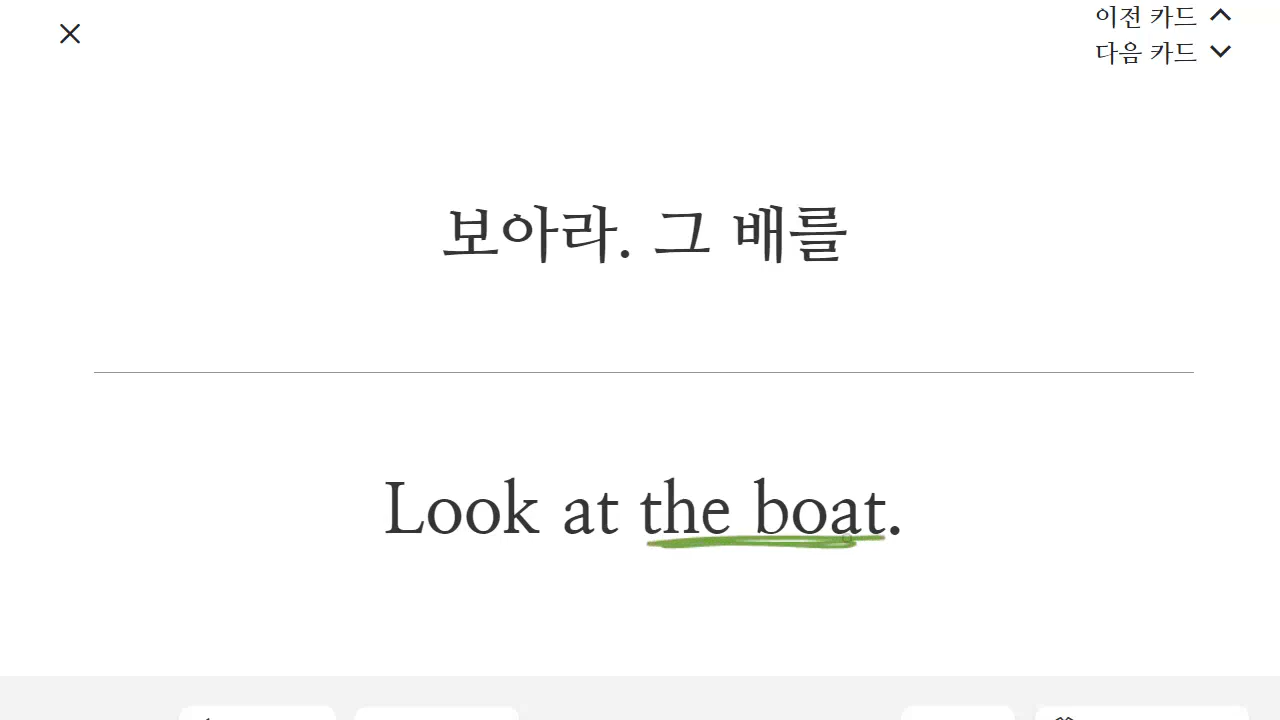 이전 카드
다음 카드
보아라. 그 배를
Look at the boat.